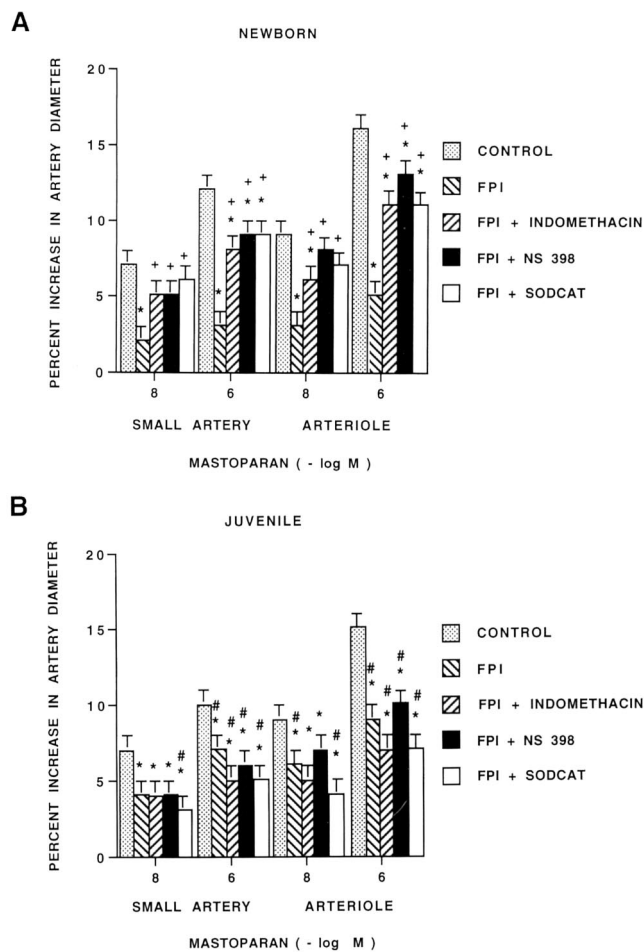 A
NEWBORN
PERCENT INCREASE IN ARTERY DIAMETER
20
15
10
5
0
* + + +
* + * + * + *
* + * + +
* + * + * + *
CONTROL
FPI
FPI + INDOMETHACIN
FPI + NS 398
FPI + SODCAT
8 6 8 6
SMALL ARTERY ARTERIOLE
MASTOPARAN ( - log M )
B
JUVENILE
PERCENT INCREASE IN ARTERY DIAMETER
20
15
10
5
0
* * * # *
# * # * # * # *
# * * * # *
# * # * # * # *
CONTROL
FPI
FPI + INDOMETHACIN
FPI + NS 398
FPI + SODCAT
8 6 8 6
SMALL ARTERY ARTERIOLE
MASTOPARAN (- log M)